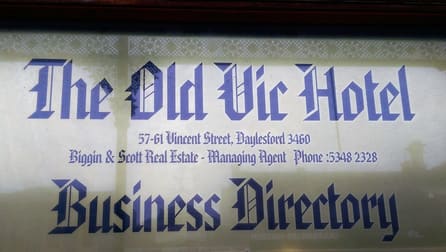 The Old Vic Hotel
57-61 Vincent Street, Daylesford 3460
Biggin & Scott Real Estate - Managing Agent Phone :5348 2328
Business Directory